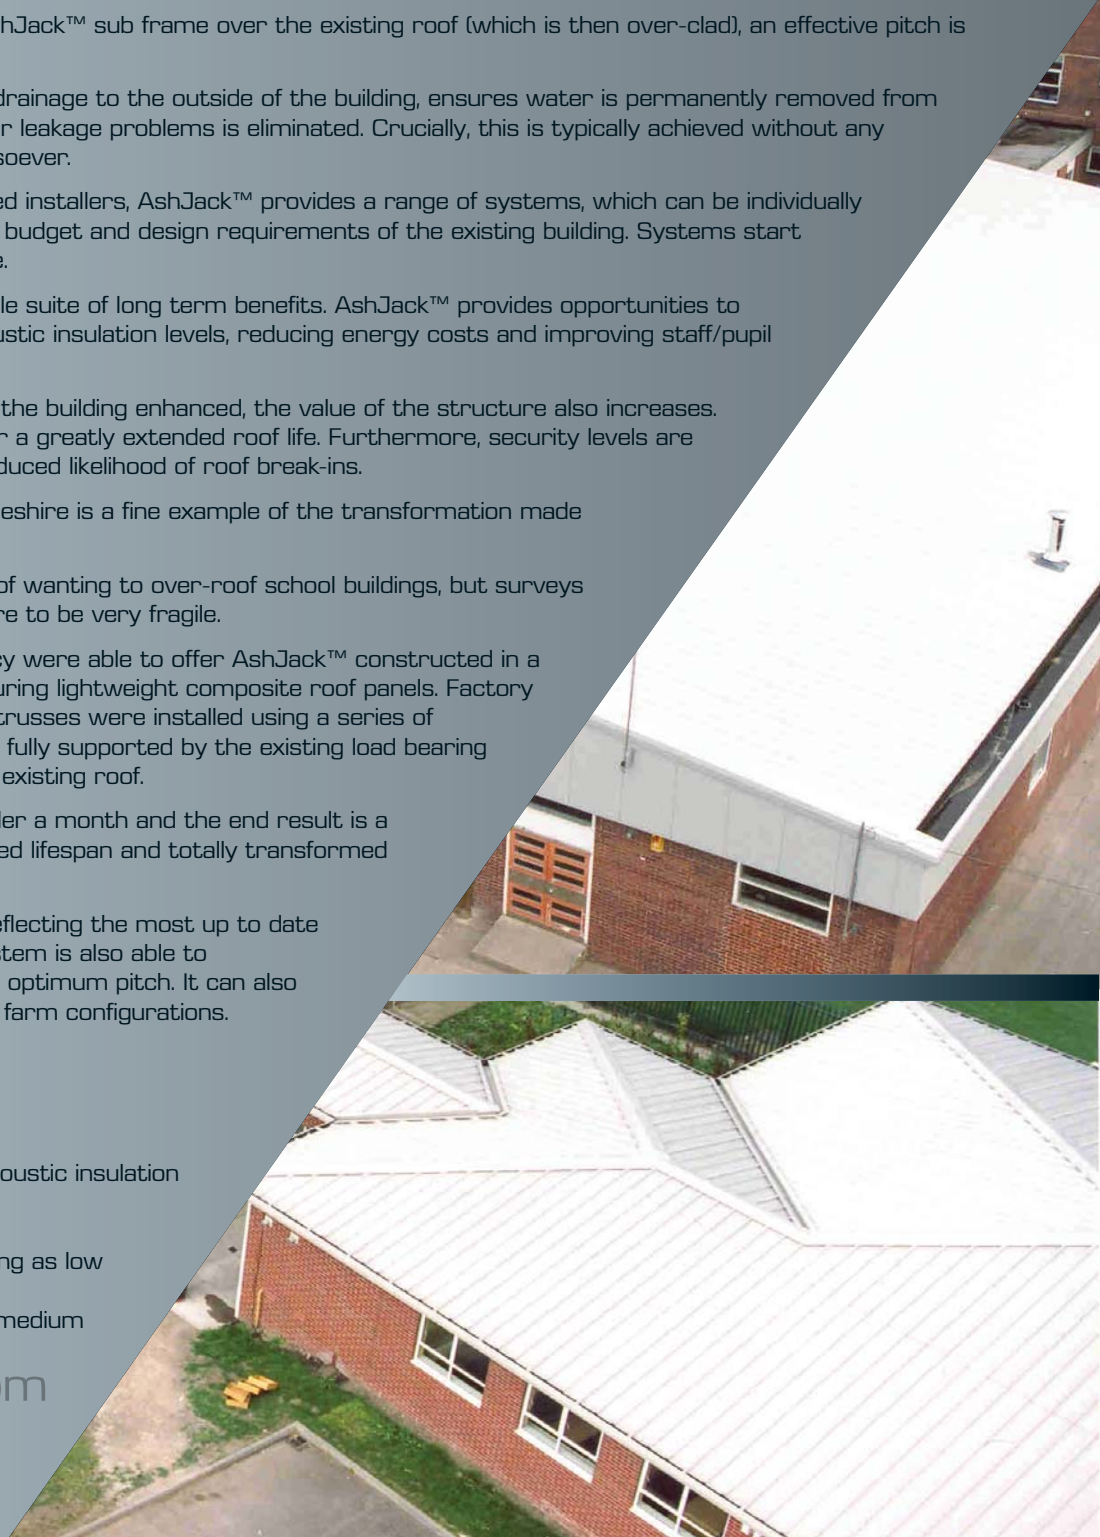 hJack™ sub frame over the existing roof (which is then over-clad), an effective pitch is
drainage to the outside of the building, ensures water is permanently removed from
r leakage problems is eliminated. Crucially, this is typically achieved without any
soever.
ed installers, AshJack™ provides a range of systems, which can be individually
budget and design requirements of the existing building. Systems start
e.
le suite of long term benefits. AshJack™ provides opportunities to
ustic insulation levels, reducing energy costs and improving staff/pupil
the building enhanced, the value of the structure also increases.
r a greatly extended roof life. Furthermore, security levels are
duced likelihood of roof break-ins.
eshire is a fine example of the transformation made
of wanting to over-roof school buildings, but surveys
re to be very fragile.
cy were able to offer AshJack™ constructed in a
uring lightweight composite roof panels. Factory
trusses were installed using a series of
fully supported by the existing load bearing
existing roof.
der a month and the end result is a
ed lifespan and totally transformed
eflecting the most up to date
stem is also able to
optimum pitch. It can also
farm configurations.
oustic insulation
ng as low
medium
om